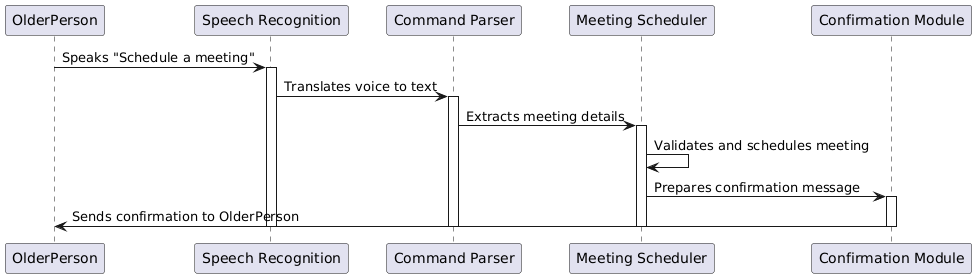 OlderPerson
Speech Recognition
Command Parser
Meeting Scheduler
Confirmation Module
Speaks "Schedule a meeting"
Translates voice to text
Extracts meeting details
Validates and schedules meeting
Prepares confirmation message
Sends confirmation to OlderPerson
OlderPerson
Speech Recognition
Command Parser
Meeting Scheduler
Confirmation Module